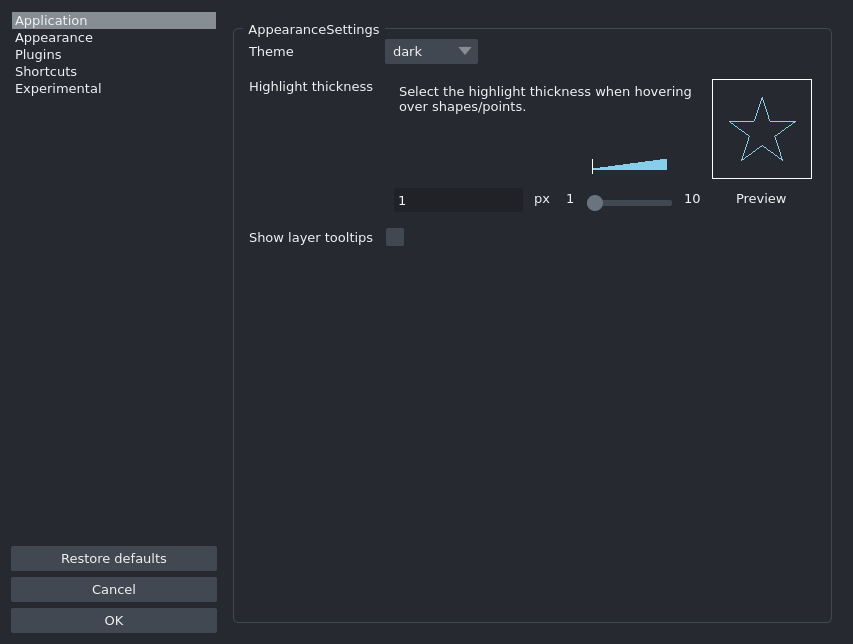 Application
Appearance
Plugins
Shortcuts
Experimental
AppearanceSettings
Theme
dark
Highlight thickness
Select the highlight thickness when hovering
over shapes/points.
1
px
1
10
Preview
Show layer tooltips
Restore defaults
Cancel
OK